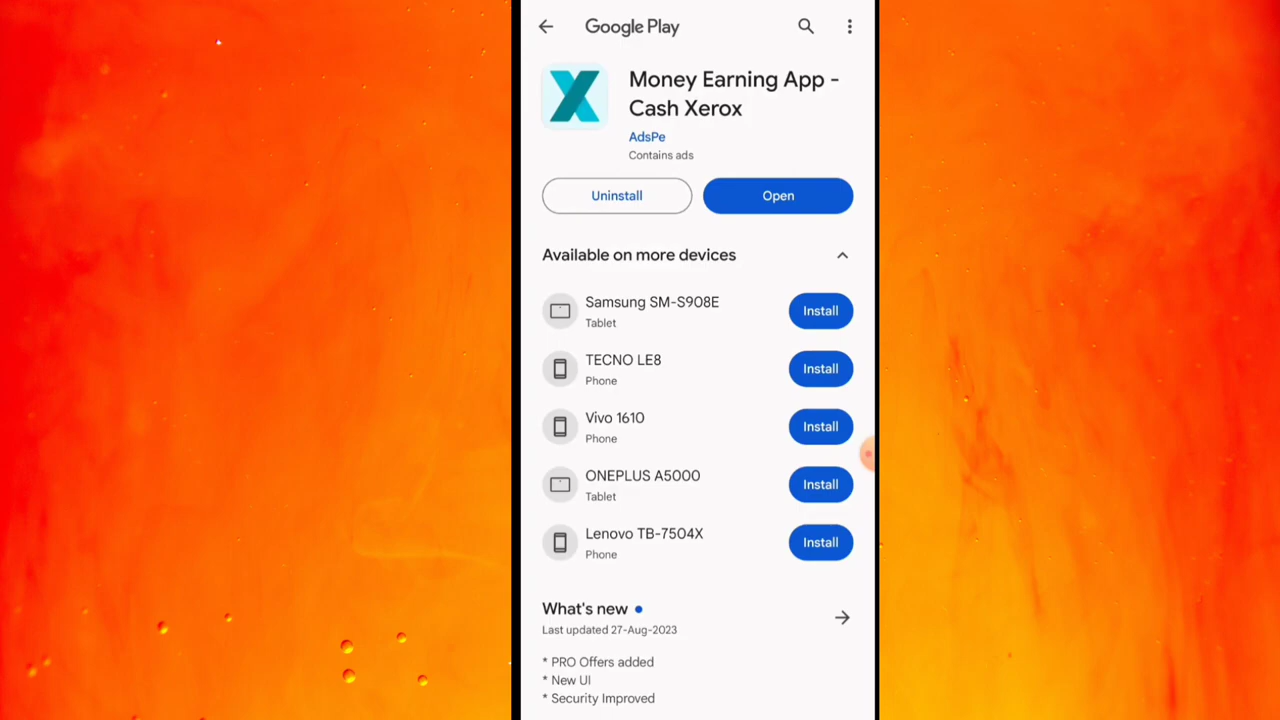 Google Play
Money Earning App -
Cash Xerox
AdsPe
Contains ads
Uninstall
Open
Available on more devices
Samsung SM-S908E
Tablet
Install
TECNO LE8
Phone
Install
Vivo 1610
Phone
Install
ONEPLUS A5000
Tablet
Install
Lenovo TB-7504X
Phone
Install
What's new
Last updated 27-Aug-2023
* PRO Offers added
* New UI
* Security Improved